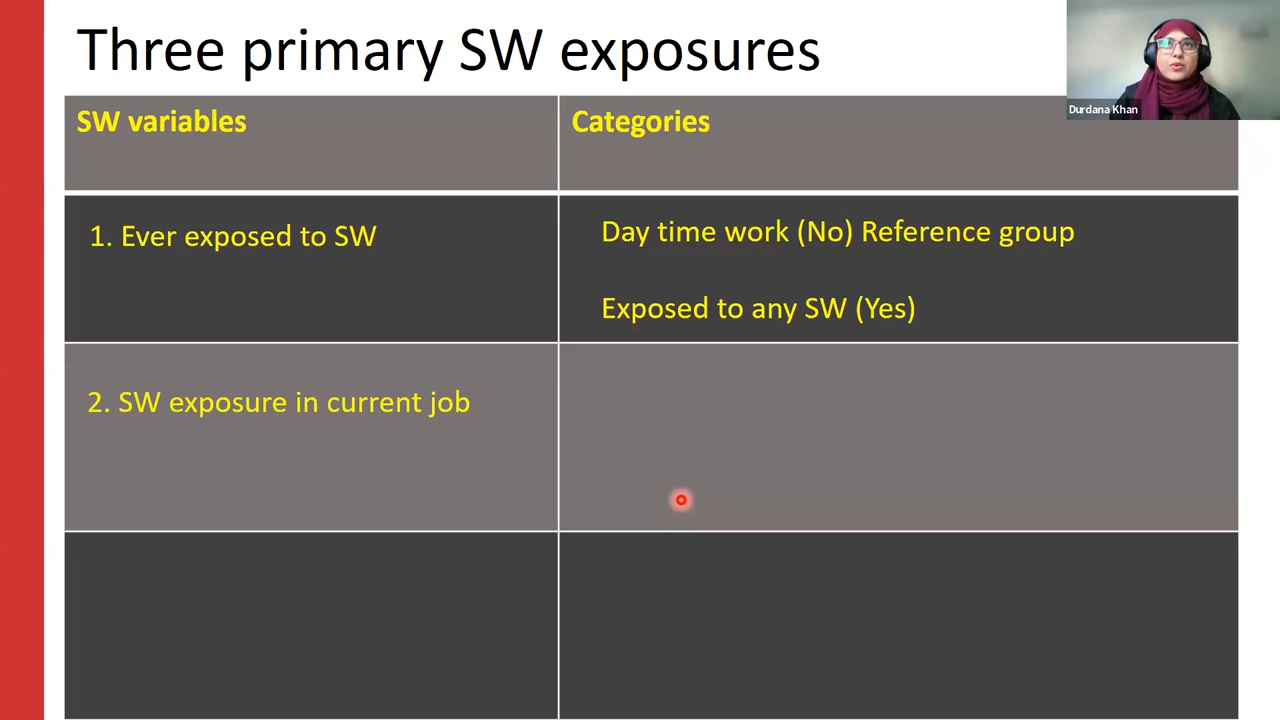 Three primary SW exposures
Durdana Khan
SW variables
Categories
1. Ever exposed to SW
Day time work (No) Reference group
Exposed to any SW (Yes)
2. SW exposure in current job